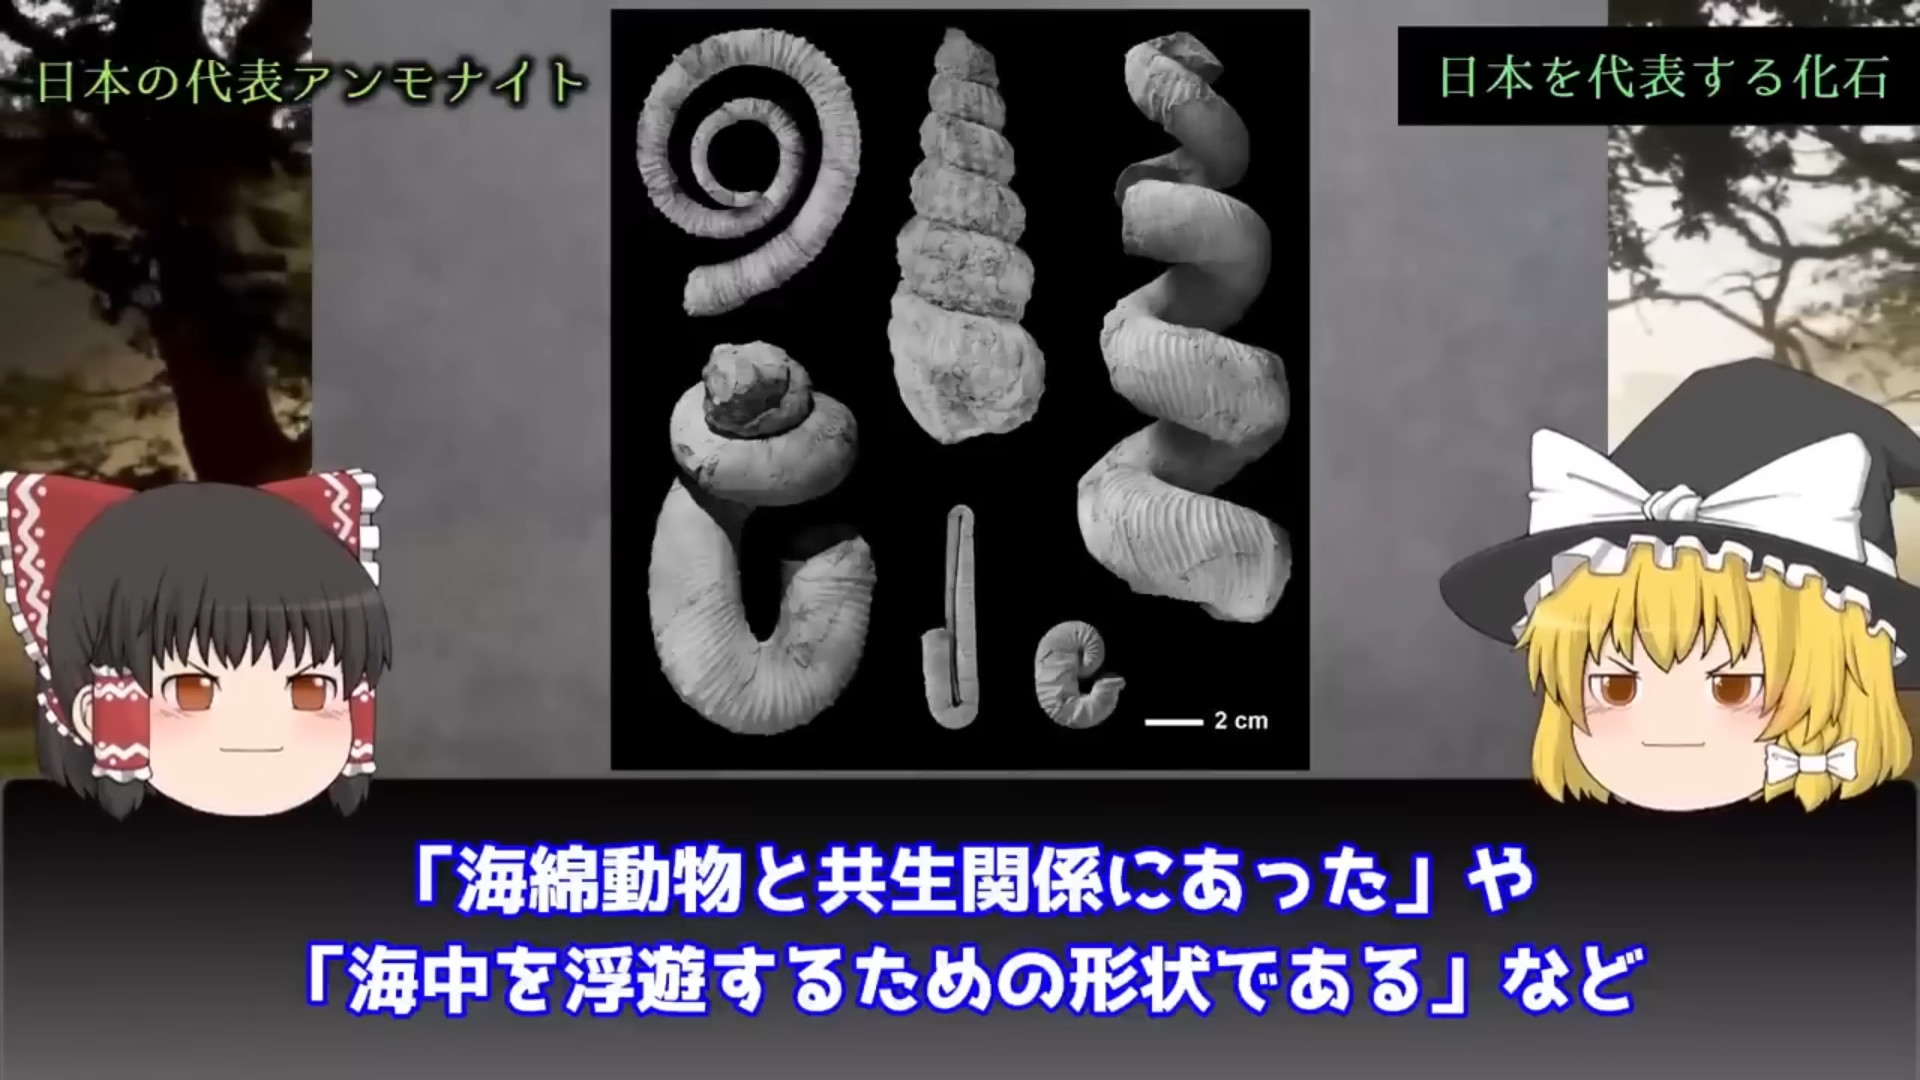 日本の代表アンモナイト
日本を代表する化石
2 cm
「海綿動物と共生関係にあった」や
「海中を浮遊するための形状である」など